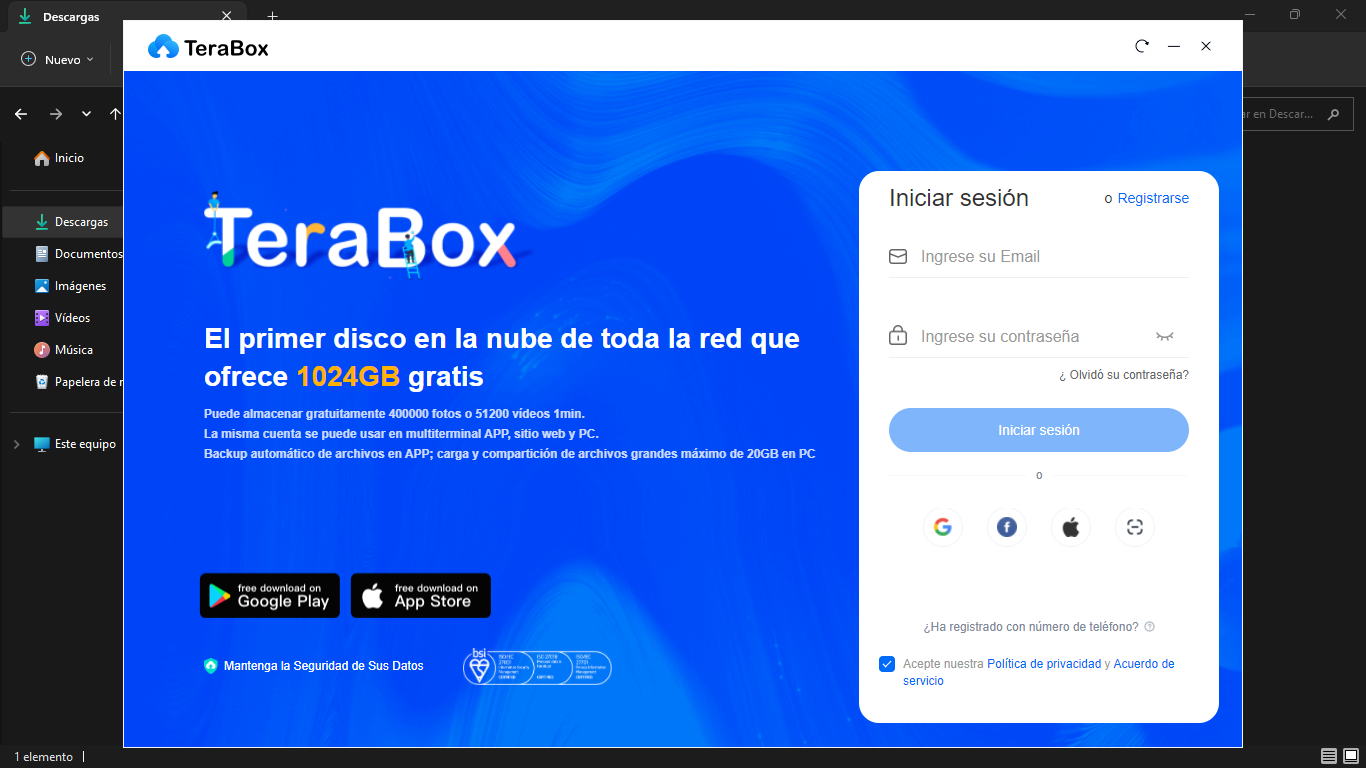 Descargas
Nuevo
TeraBox
ar en Descar...
Inicio
Descargas
Documentos
Imágenes
Vídeos
Música
Papelera de r
Este equipo
TeraBox
El primer disco en la nube de toda la red que
ofrece 1024GB gratis
Puede almacenar gratuitamente 400000 fotos o 51200 vídeos 1min.
La misma cuenta se puede usar en multiterminal APP, sitio web y PC.
Backup automático de archivos en APP; carga y compartición de archivos grandes máximo de 20GB en PC
free download on
Google Play
free download on
App Store
Mantenga la Seguridad de Sus Datos
bsi
Iniciar sesión
o Registrarse
Ingrese su Email
Ingrese su contraseña
¿ Olvidó su contraseña?
Iniciar sesión
o
¿Ha registrado con número de teléfono?
Acepte nuestra Política de privacidad y Acuerdo de
servicio
1 elemento